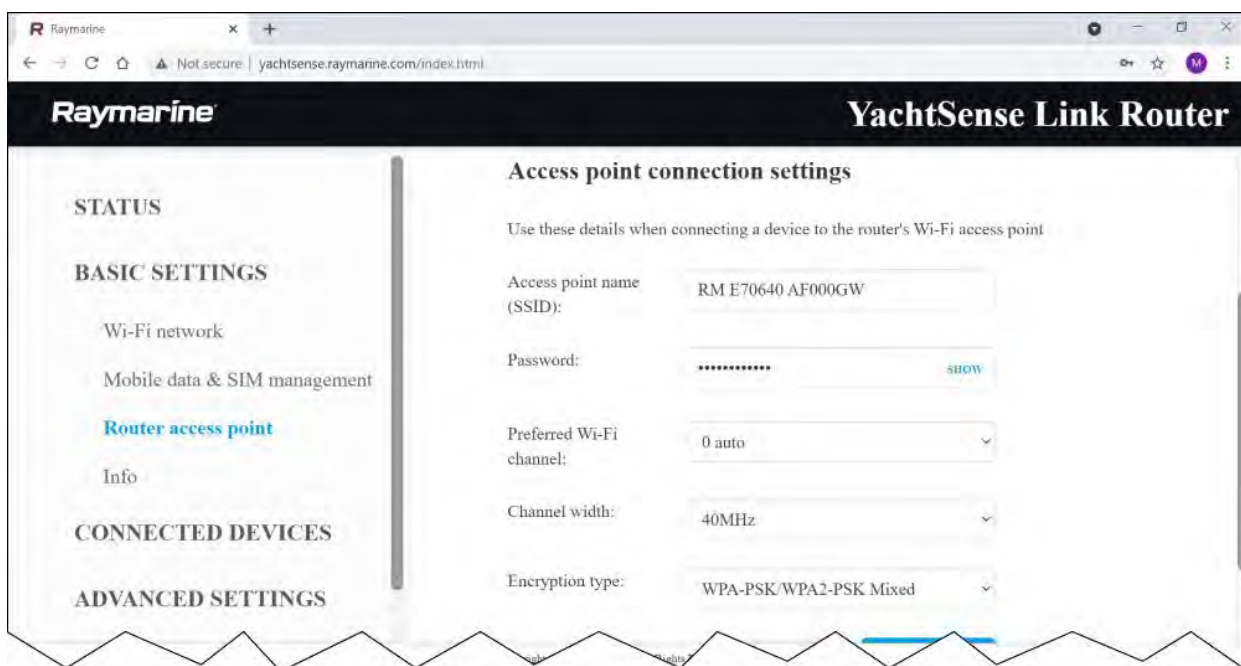 Raymarine
Not secure | yachtsense.raymarine.com/index.html
M
Raymarine
YachtSense Link Router
STATUS
BASIC SETTINGS
Wi-Fi network
Mobile data & SIM management
Router access point
Info
CONNECTED DEVICES
ADVANCED SETTINGS
Access point connection settings
Use these details when connecting a device to the router's Wi-Fi access point
Access point name
(SSID):
RM E70640 AF000GW
Password:
••••••••••••
SHOW
Preferred Wi-Fi
channel:
0 auto
Channel width:
40MHz
Encryption type:
WPA-PSK/WPA2-PSK Mixed